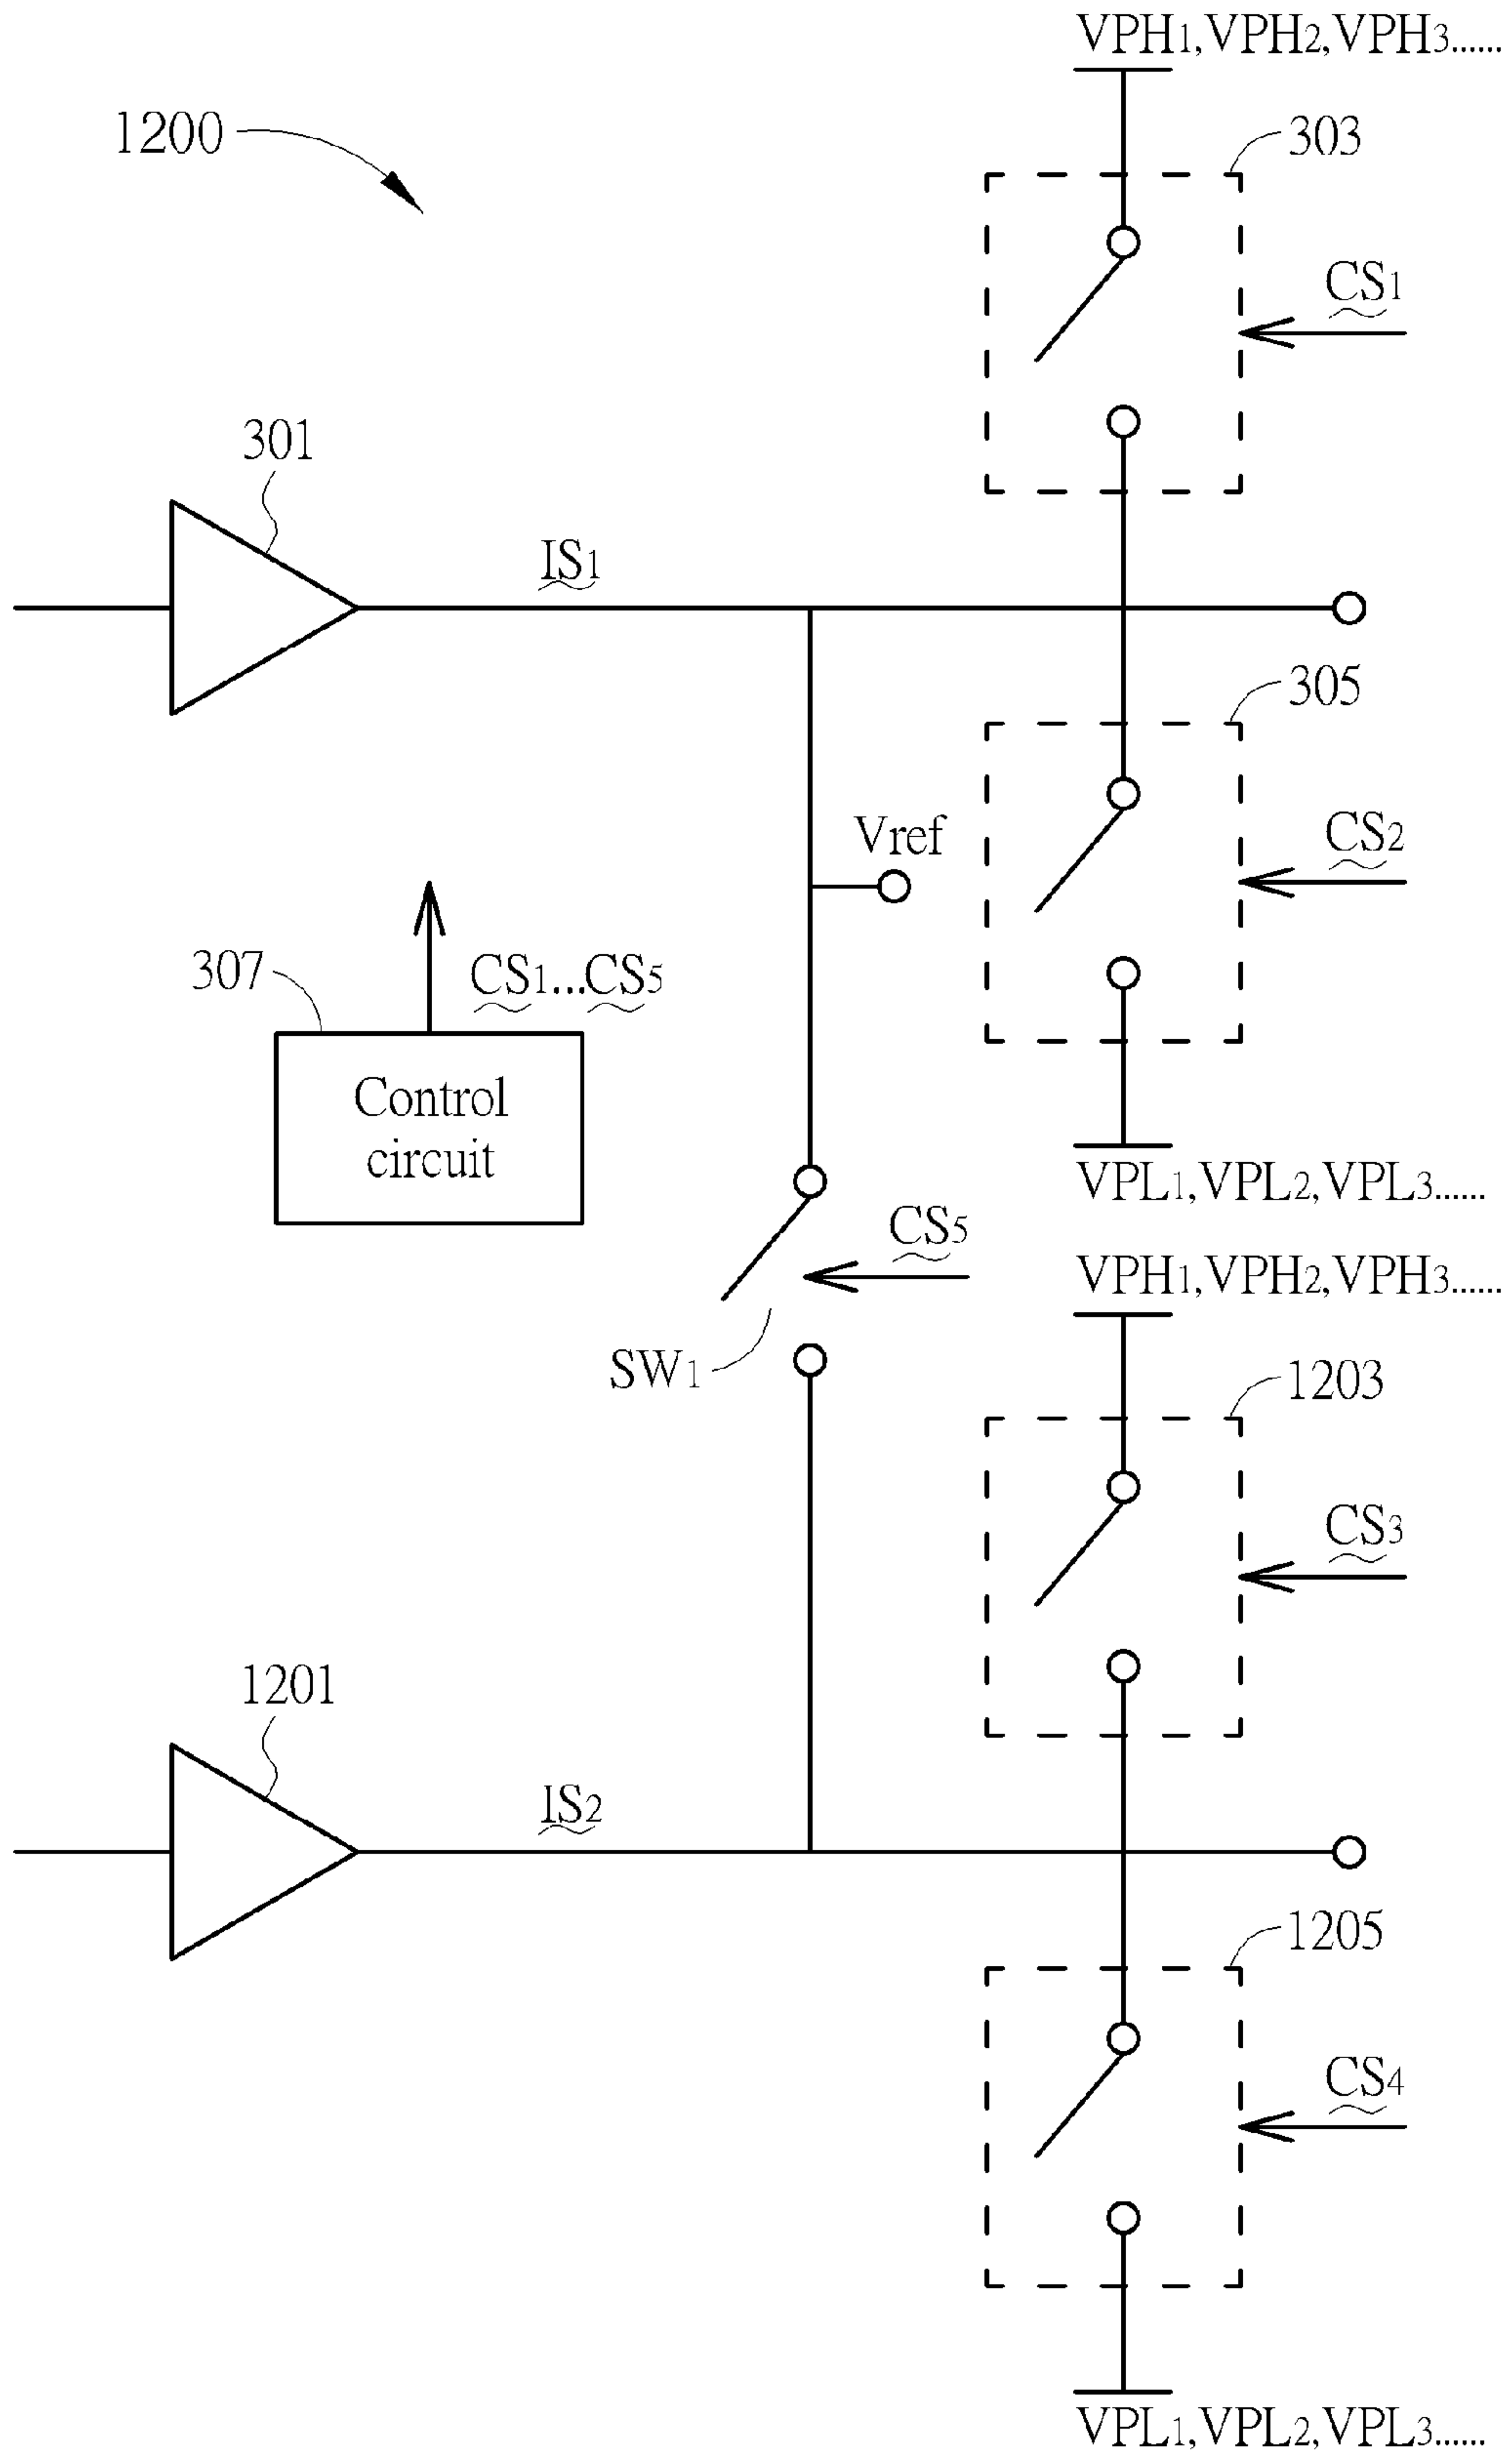 VPH1,VPH2,VPH3......
1200
303
CS1
301
IS1
305
Vref
CS2
307
CS1...CS5
Control
circuit
VPL1,VPL2,VPL3......
CS5
VPH1,VPH2,VPH3......
SW1
1203
CS3
1201
IS2
1205
CS4
VPL1,VPL2,VPL3......